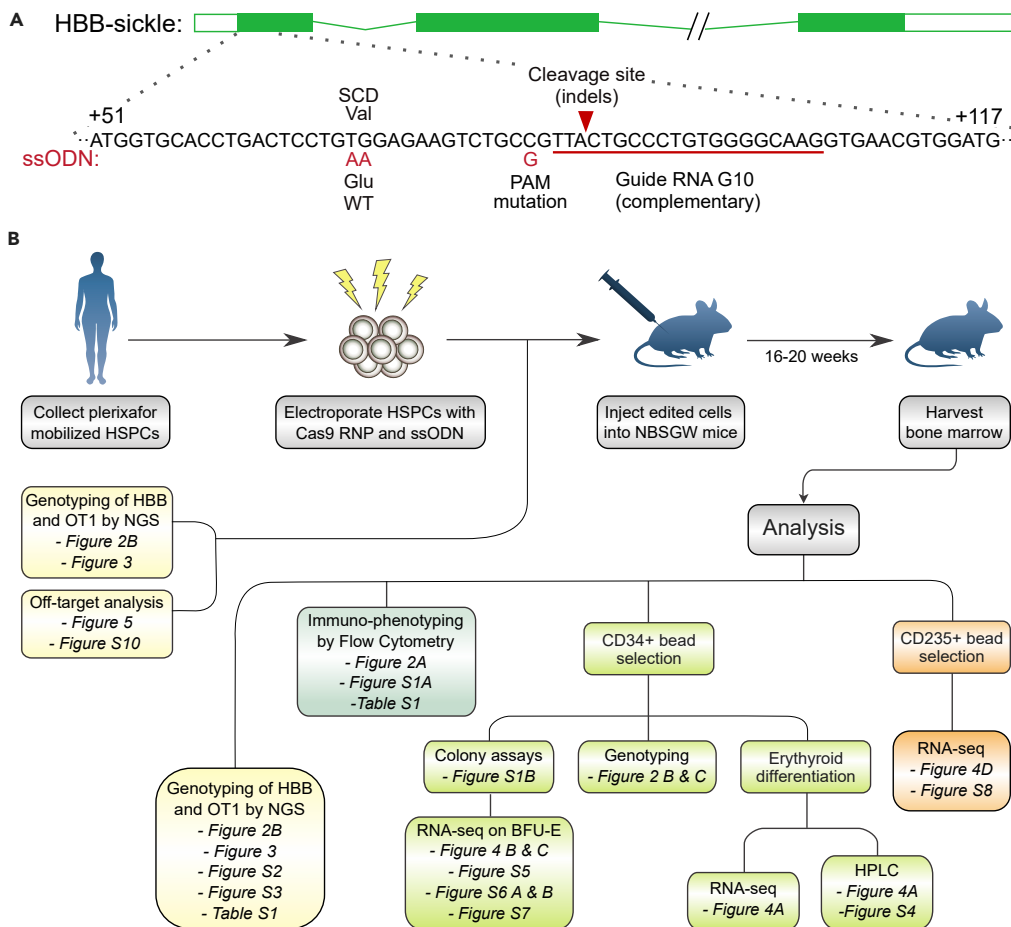 A
HBB-sickle:
Cleavage site
(indels)
+51
SCD
Val
+117
··ATGGTGCACCTGACTCCTGTGGAGAAGTCTGCCGTTACTGCCCTGTGGGGCAAGGTGAACGTGGATG··
ssODN:
AA
G
Glu
WT
PAM
mutation
Guide RNA G10
(complementary)
B
16-20 weeks
Collect plerixafor
mobilized HSPCs
Electroporate HSPCs with
Cas9 RNP and ssODN
Inject edited cells
into NBSGW mice
Harvest
bone marrow
Genotyping of HBB
and OT1 by NGS
- Figure 2B
- Figure 3
Analysis
Off-target analysis
- Figure 5
- Figure S10
Immuno-phenotyping
by Flow Cytometry
- Figure 2A
- Figure S1A
-Table S1
CD34+ bead
selection
CD235+ bead
selection
Genotyping of HBB
and OT1 by NGS
- Figure 2B
- Figure 3
- Figure S2
- Figure S3
- Table S1
Colony assays
- Figure S1B
Genotyping
- Figure 2 B & C
Erythroid
differentiation
RNA-seq
- Figure 4D
- Figure S8
RNA-seq on BFU-E
- Figure 4 B & C
- Figure S5
- Figure S6 A & B
- Figure S7
RNA-seq
- Figure 4A
HPLC
- Figure 4A
-Figure S4